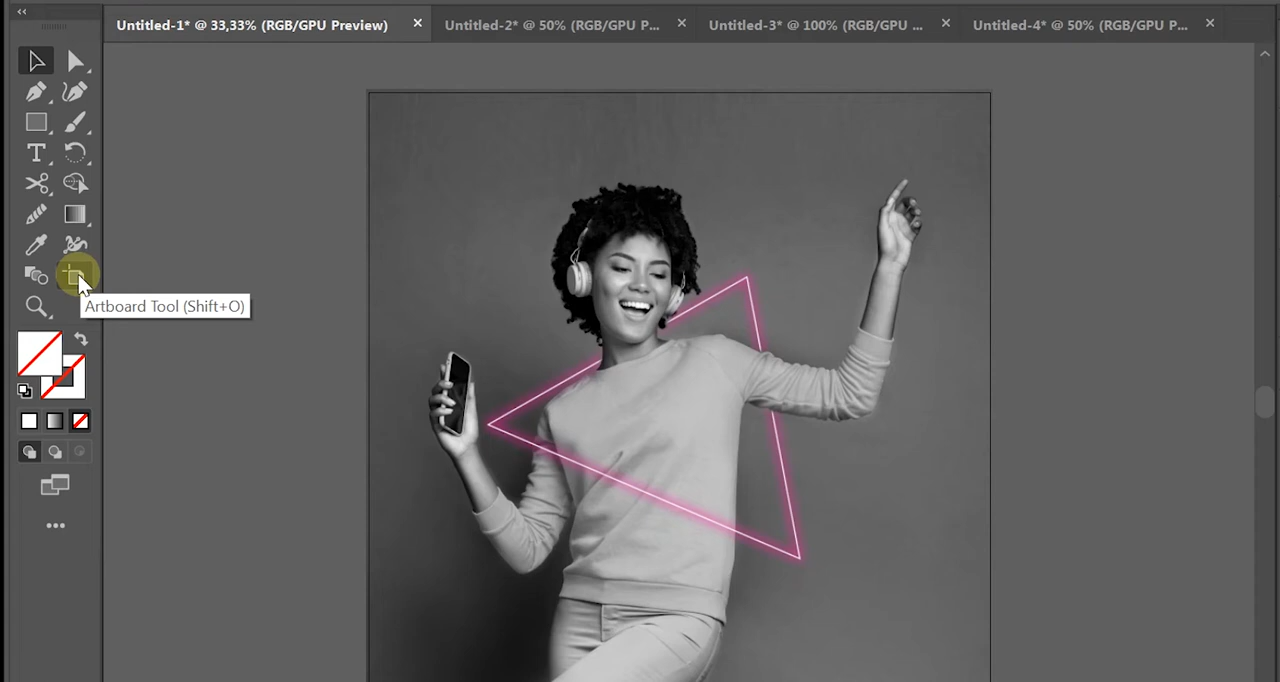 Untitled-1* @ 33,33% (RGB/GPU Preview)
Untitled-2* @ 50% (RGB/GPU P...
Untitled-3* @ 100% (RGB/GPU ...
Untitled-4* @ 50% (RGB/GPU P...
Artboard Tool (Shift+O)